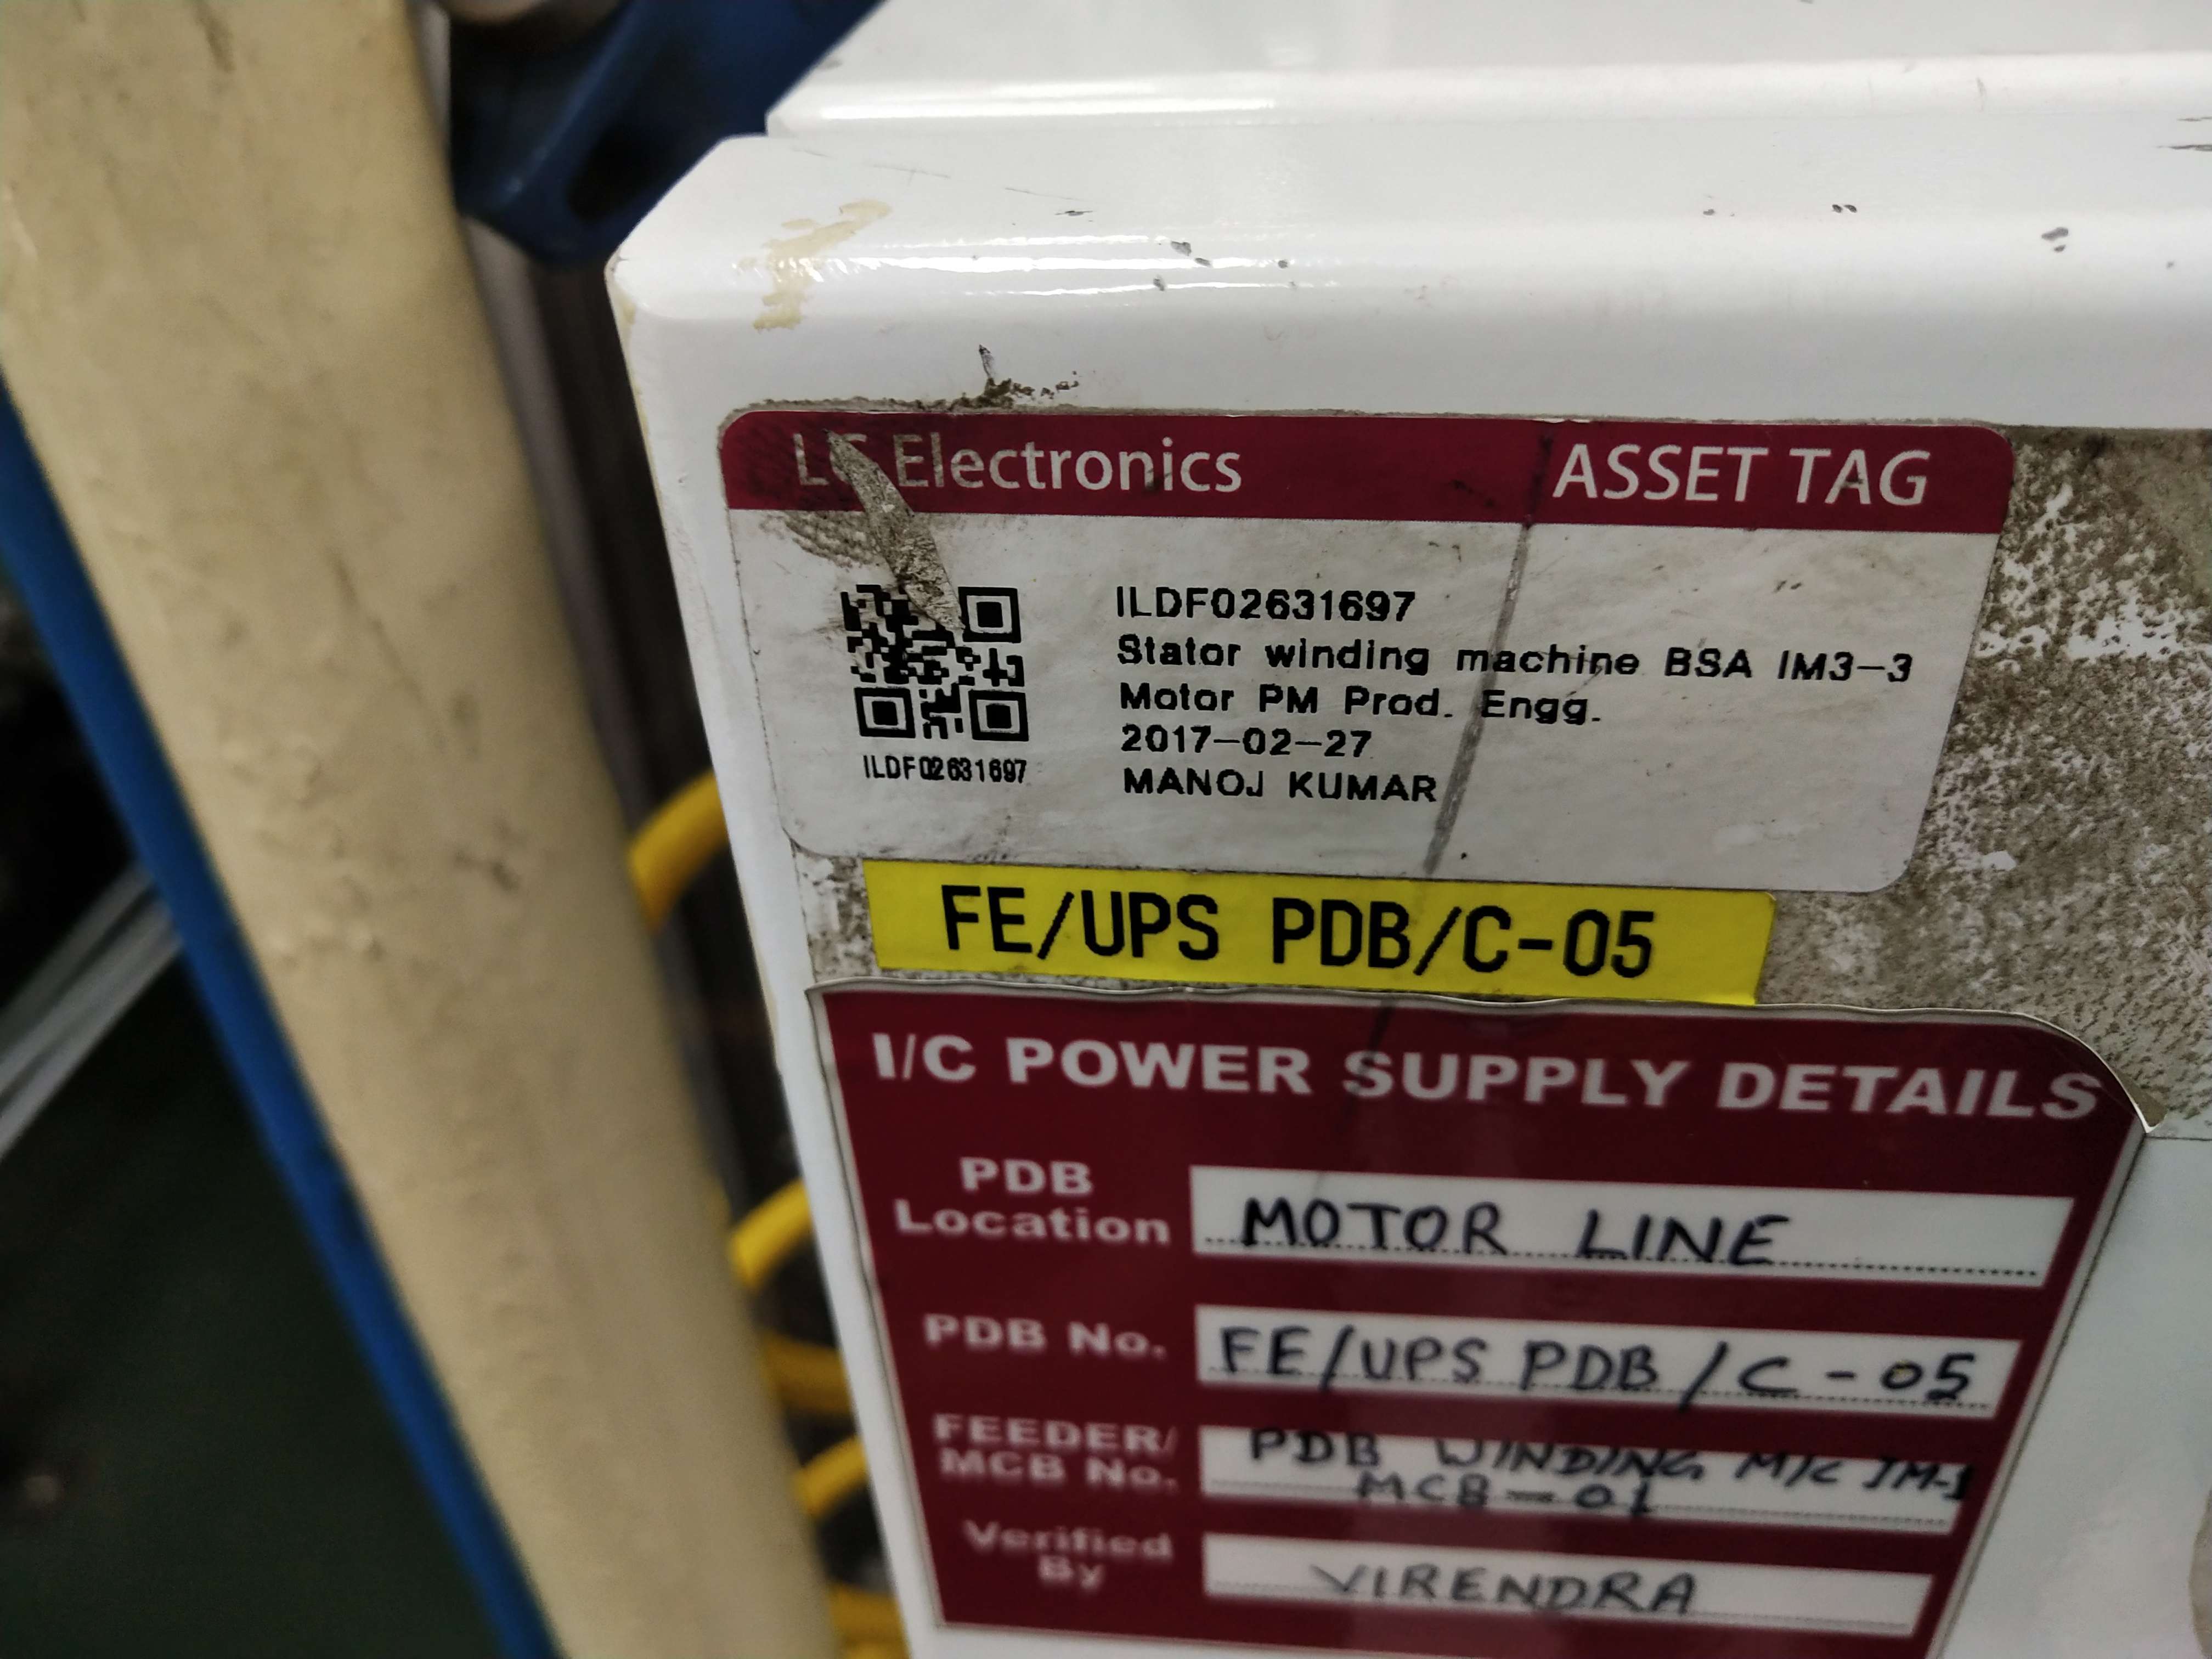 LG Electronics ASSET TAG
ILDF02631697
Stator winding machine BSA IM3-3
Motor PM Prod. Engg.
2017-02-27
MANOJ KUMAR
ILDF02631697
FE/UPS PDB/C-05
I/C POWER SUPPLY DETAILS
PDB Location MOTOR LINE
PDB No. FE/UPS PDB/C-05
FEEDER/ MCB No. PDB WINDING M/C
MCB-01
Verified By VIRENDRA